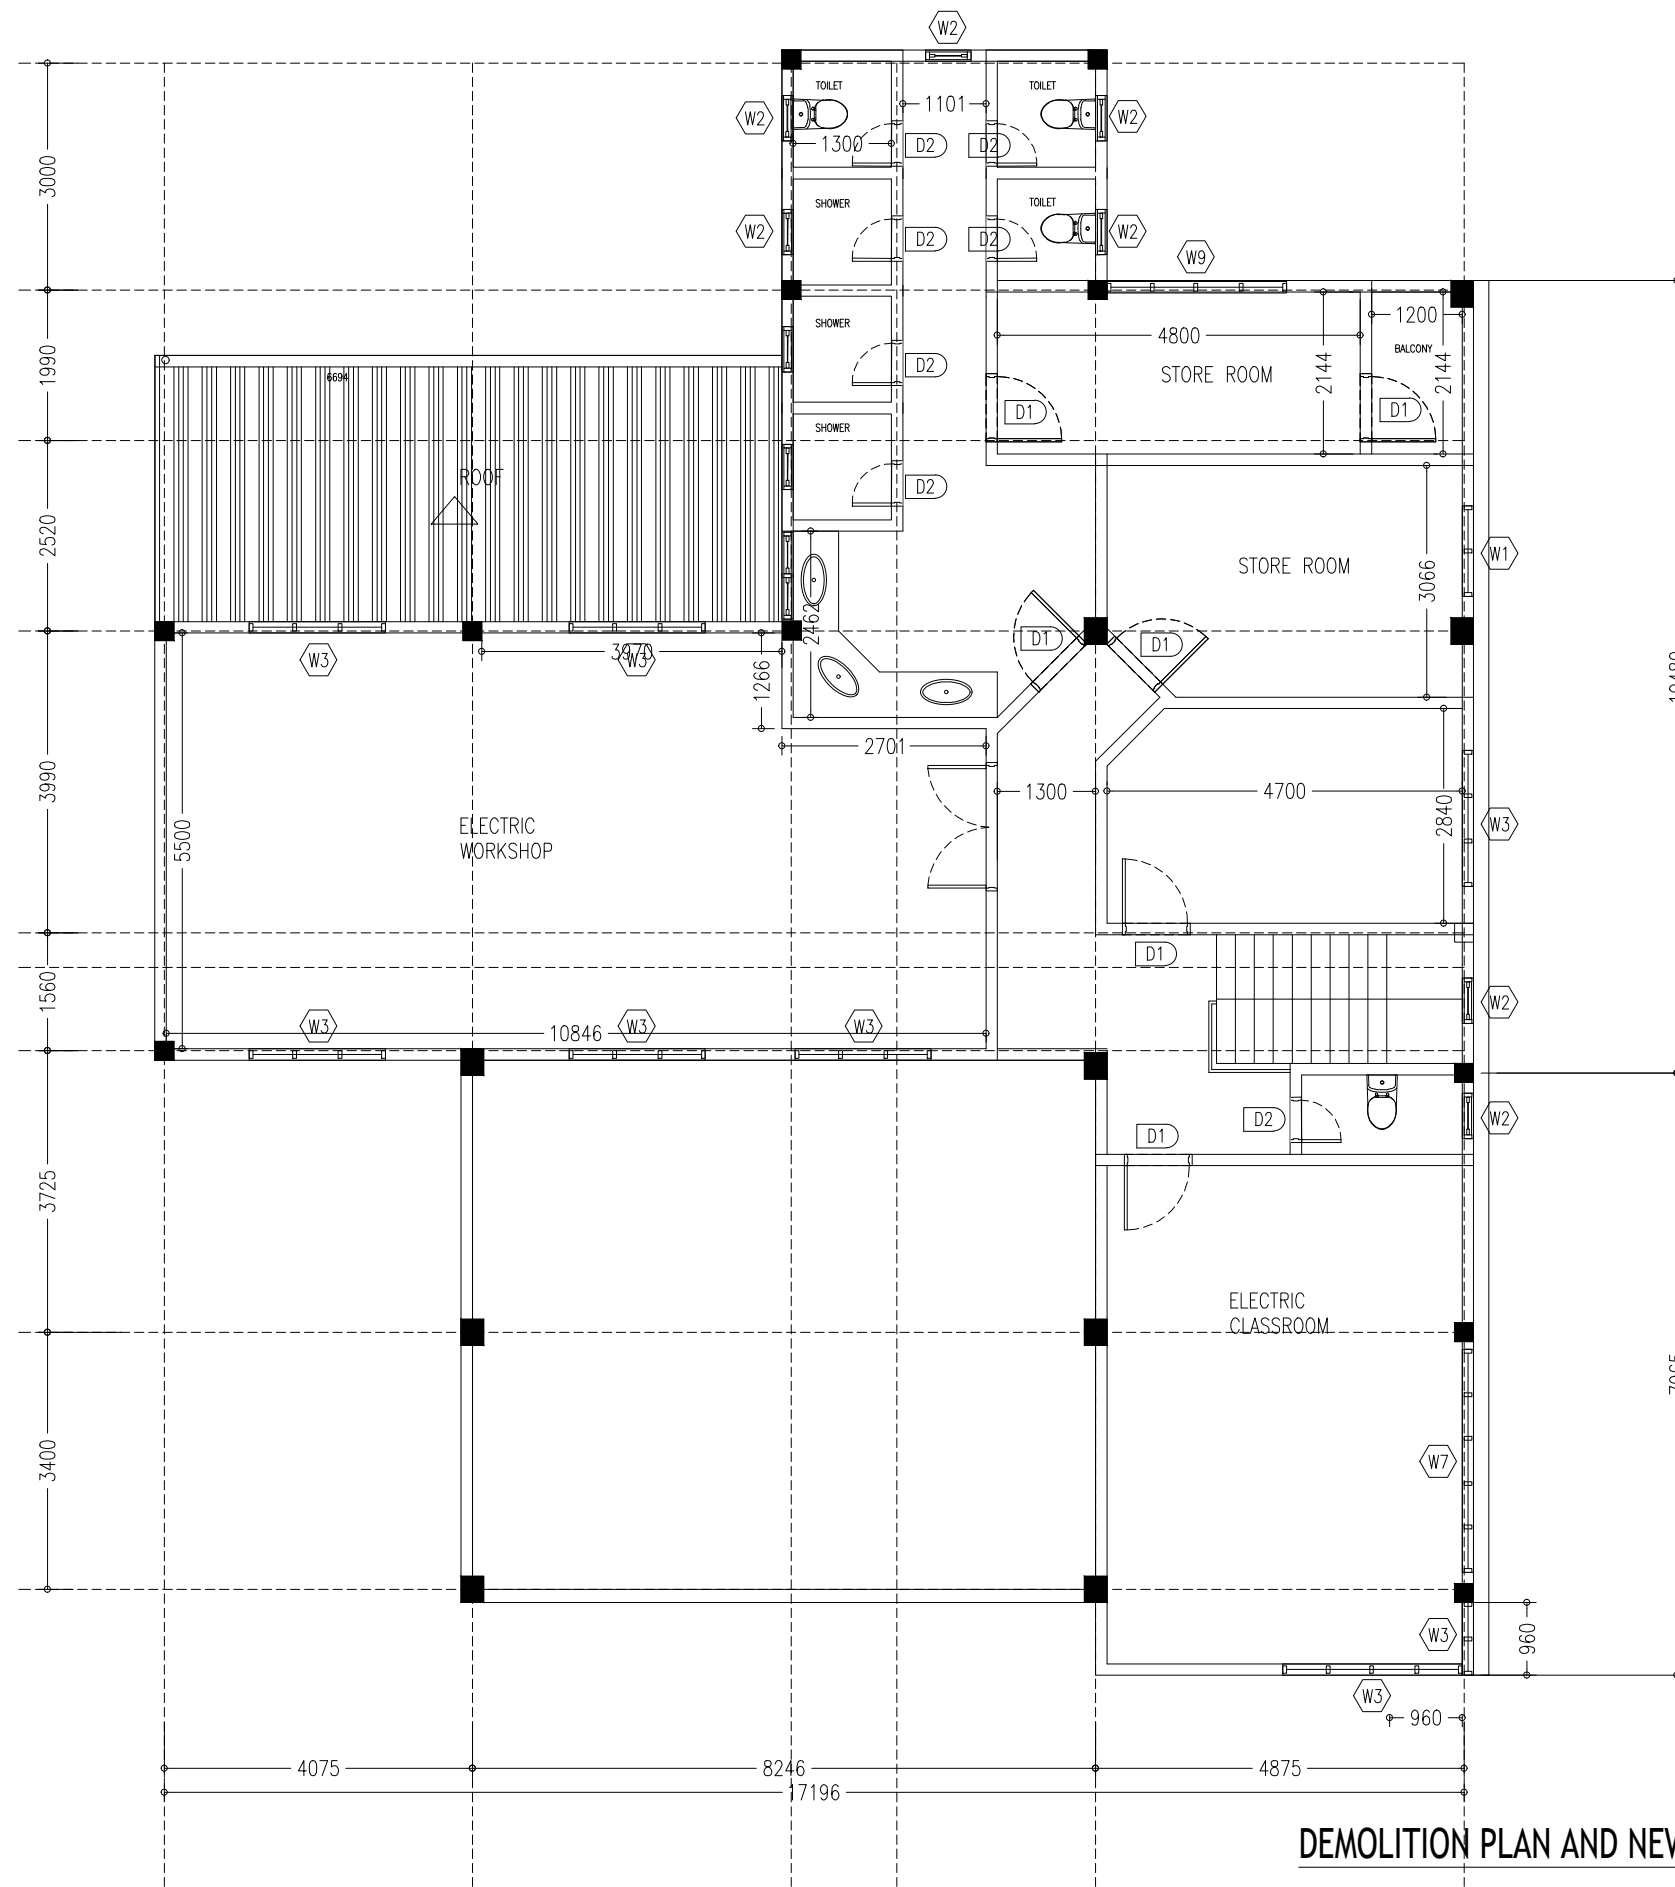 W2
TOILET
TOILET
1101
W2
W2
1300
D2
D2
3000
SHOWER
TOILET
W2
W2
D2
D2
W9
1200
SHOWER
4800
BALCONY
1990
D2
STORE ROOM
2144
2144
6694
D1
D1
SHOWER
ROOF
D2
2520
W1
STORE ROOM
3066
2462
D1
D1
W3
3970
W3
1266
2701
3990
1300
4700
2840
W3
5500
ELECTRIC
WORKSHOP
D1
1560
W2
W3
10846
W3
W3
D2
W2
D1
3725
ELECTRIC
CLASSROOM
3400
W7
W3
960
W3
960
4075
8246
4875
17196
DEMOLITION PLAN AND NEW